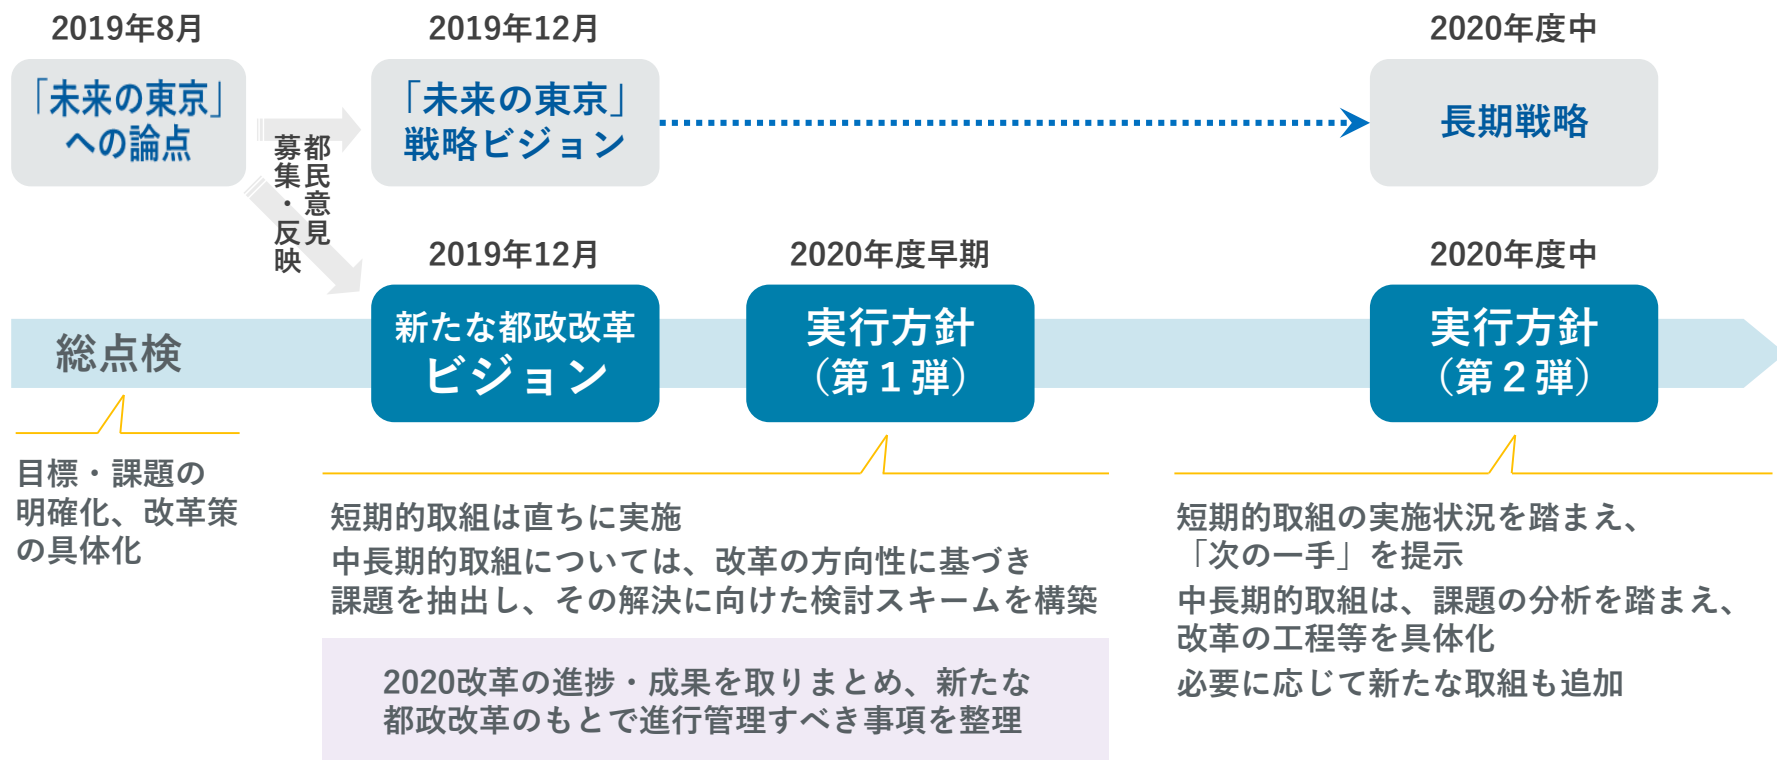 2019年8月
「未来の東京」
への論点
都民意見
募集・反映
2019年12月
「未来の東京」
戦略ビジョン
2020年度中
長期戦略
総点検
2019年12月
新たな都政改革
ビジョン
2020年度早期
実行方針
（第１弾）
2020年度中
実行方針
（第２弾）
目標・課題の
明確化、改革策
の具体化
短期的取組は直ちに実施
中長期的取組については、改革の方向性に基づき
課題を抽出し、その解決に向けた検討スキームを構築
2020改革の進捗・成果を取りまとめ、新たな
都政改革のもとで進行管理すべき事項を整理
短期的取組の実施状況を踏まえ、
「次の一手」を提示
中長期的取組は、課題の分析を踏まえ、
改革の工程等を具体化
必要に応じて新たな取組も追加